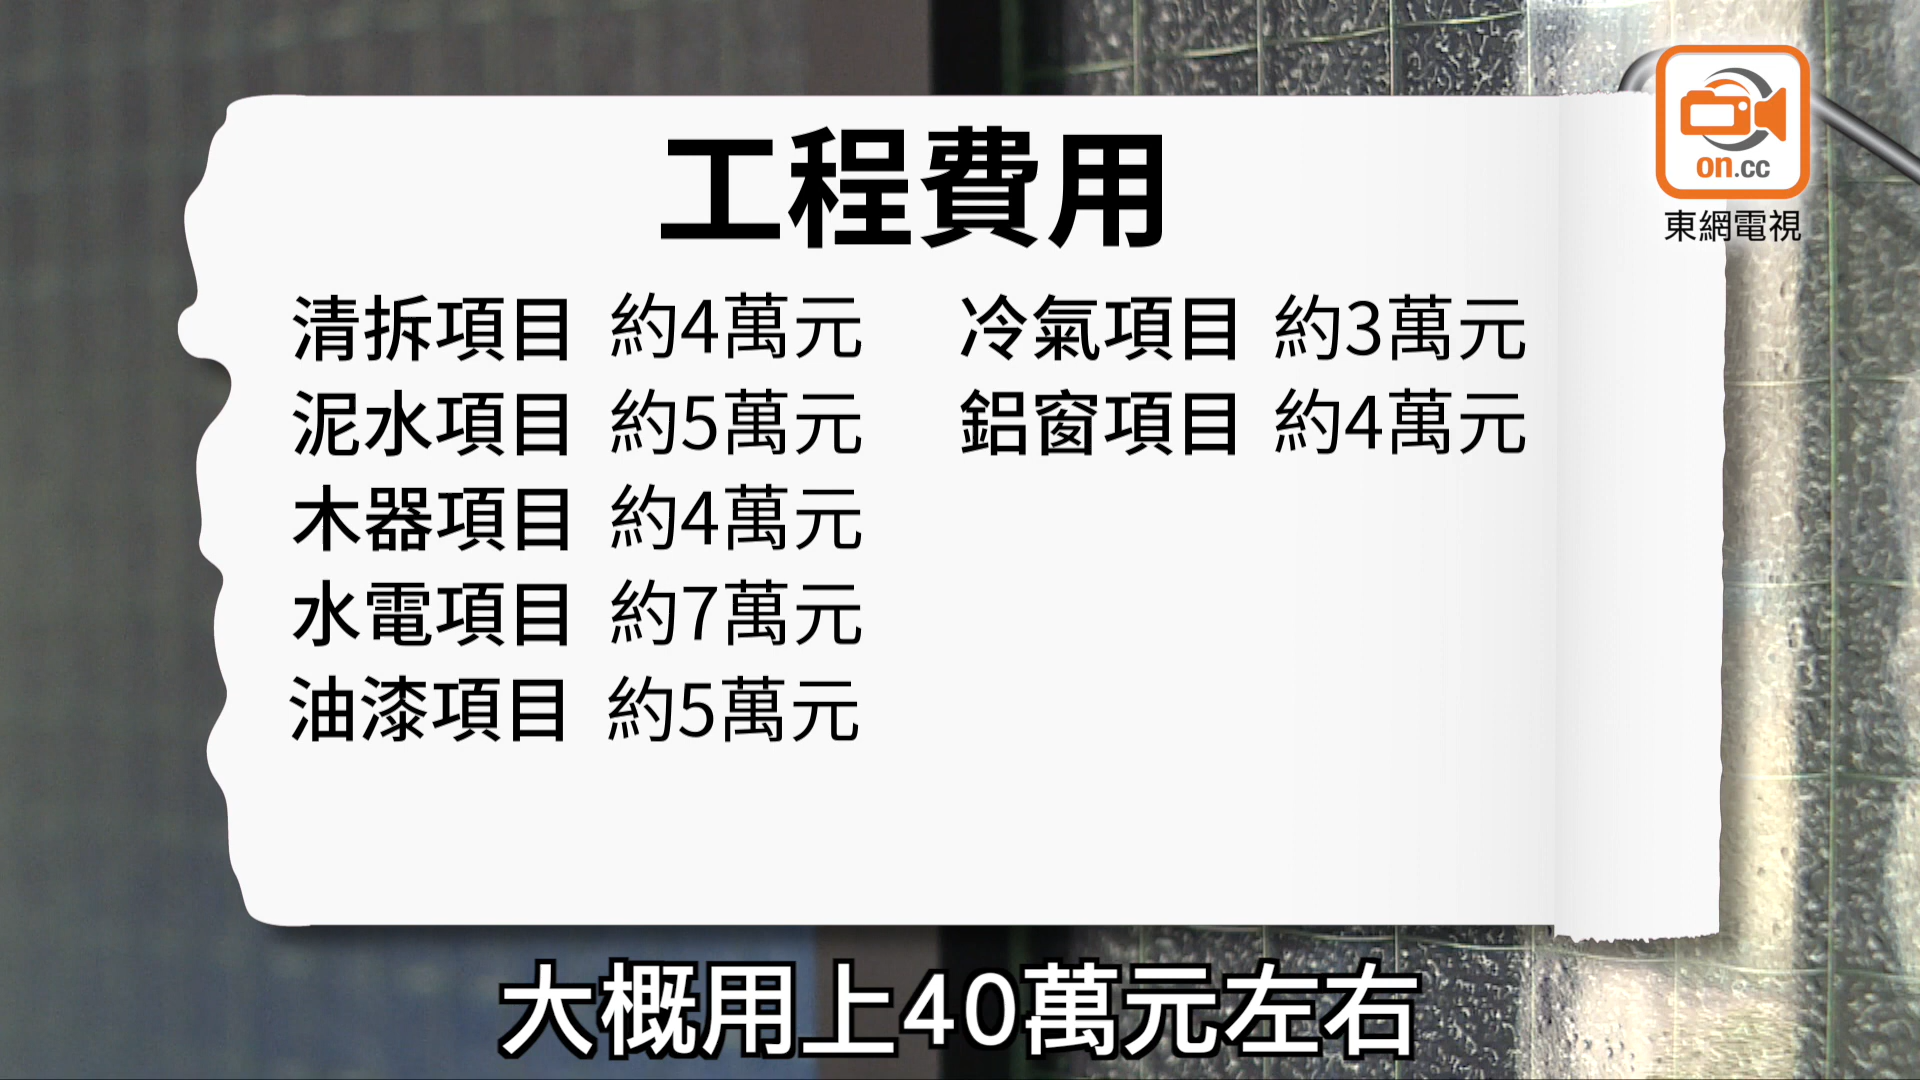 工程費用
清拆項目 約4萬元
泥水項目 約5萬元
木器項目 約4萬元
水電項目 約7萬元
油漆項目 約5萬元
冷氣項目 約3萬元
鋁窗項目 約4萬元
on.cc
東網電視
大概用上40萬元左右